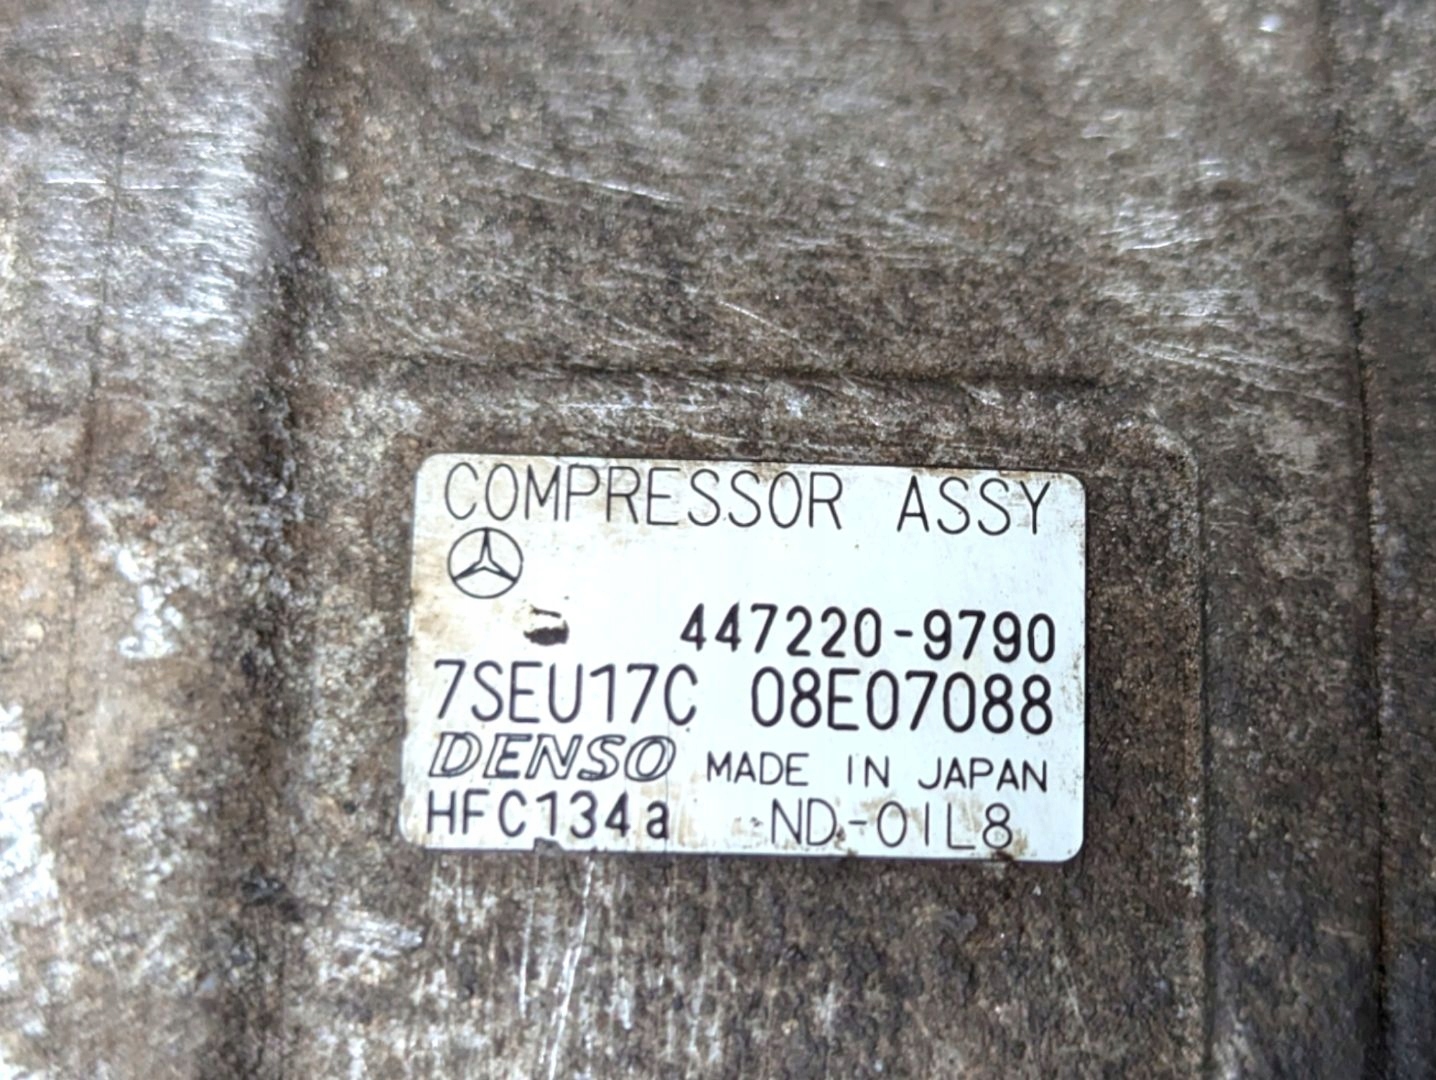 COMPRESSOR ASSY
447220-9790
7SEU17C 08E07088
DENSO MADE IN JAPAN
HFC134a ND-OIL8